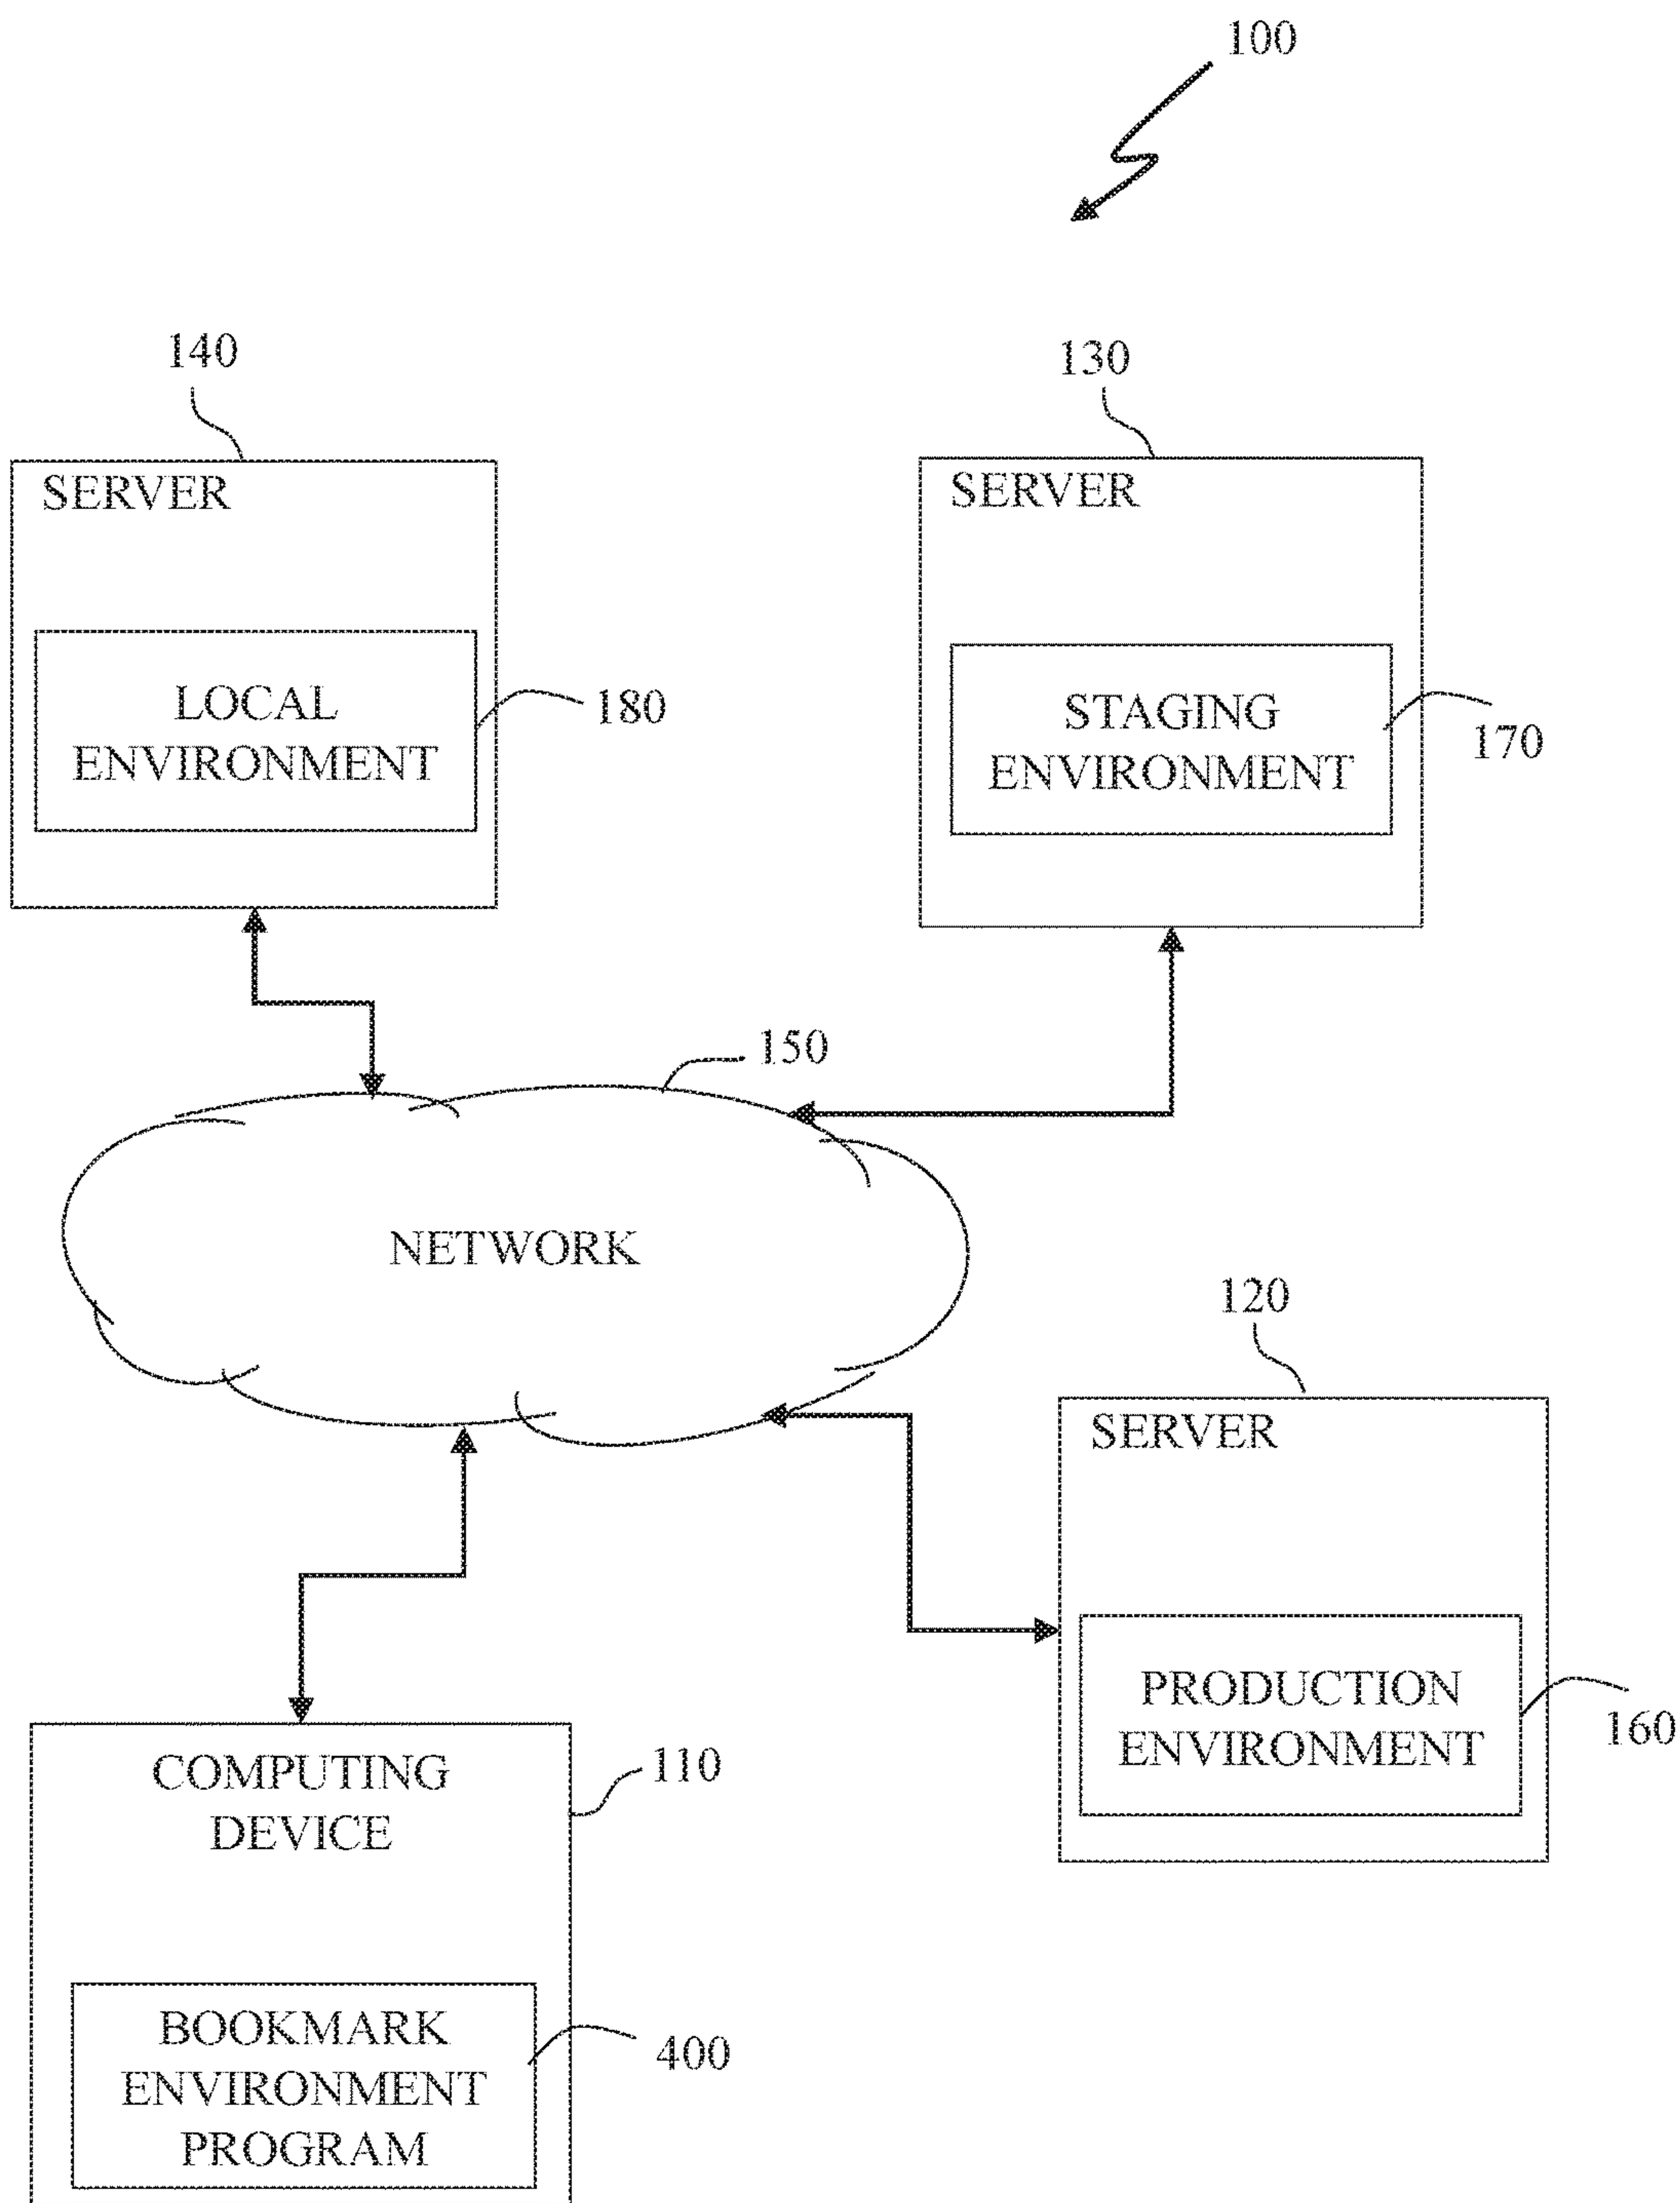 100
140
130
SERVER
SERVER
LOCAL
ENVIRONMENT
180
STAGING
ENVIRONMENT
170
150
NETWORK
120
SERVER
PRODUCTION
ENVIRONMENT
160
COMPUTING
DEVICE
110
BOOKMARK
ENVIRONMENT
PROGRAM
400